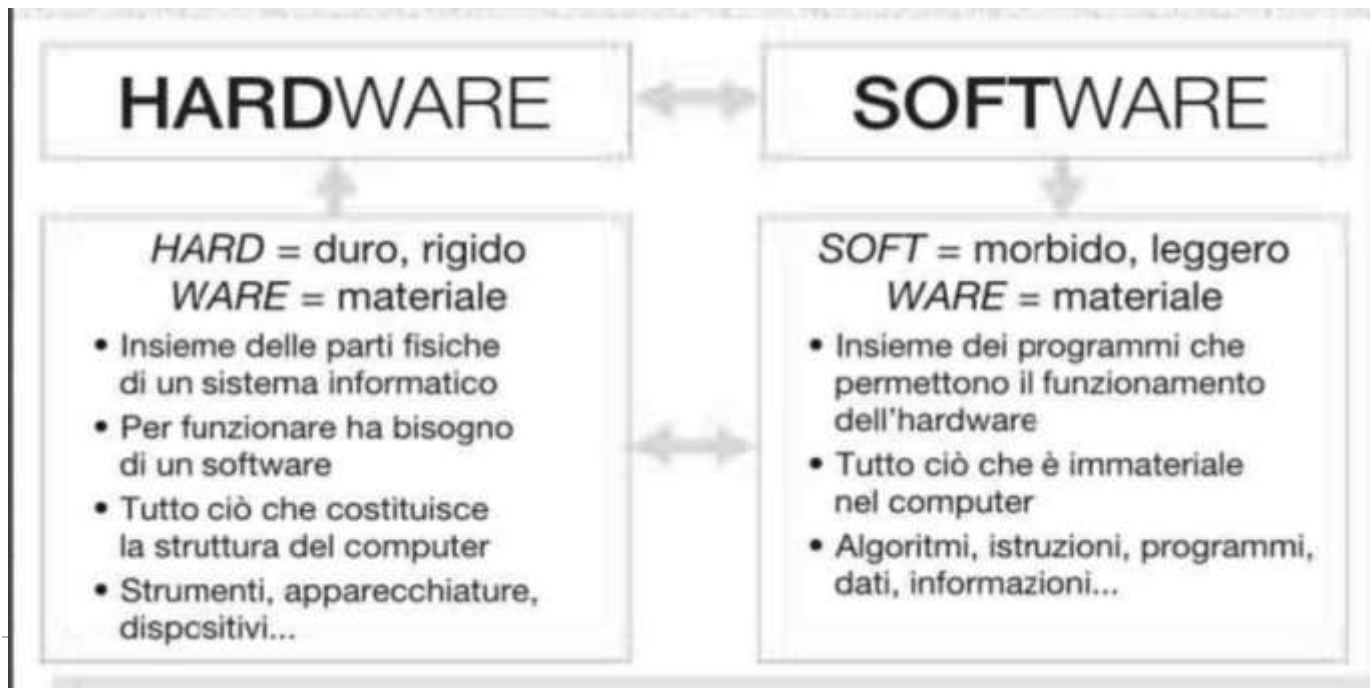 HARDWARE
HARD = duro, rigido
WARE = materiale
• Insieme delle parti fisiche
di un sistema informatico
• Per funzionare ha bisogno
di un software
• Tutto ciò che costituisce
la struttura del computer
• Strumenti, apparecchiature,
dispositivi...
SOFTWARE
SOFT = morbido, leggero
WARE = materiale
• Insieme dei programmi che
permettono il funzionamento
dell'hardware
• Tutto ciò che è immateriale
nel computer
• Algoritmi, istruzioni, programmi,
dati, informazioni...